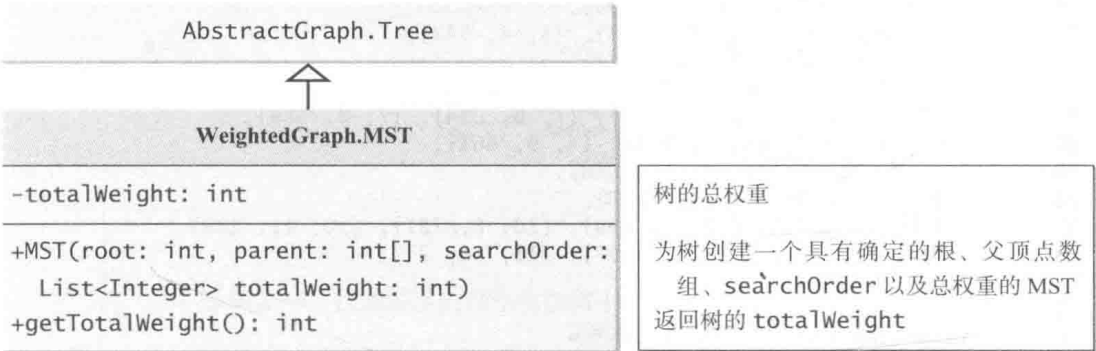 AbstractGraph.Tree
WeightedGraph.MST
-totalWeight: int
+MST(root: int, parent: int[], searchOrder:
List<Integer> totalWeight: int)
+getTotalWeight(): int
树的总权重
为树创建一个具有确定的根、父顶点数
组、searchOrder 以及总权重的 MST
返回树的 totalWeight